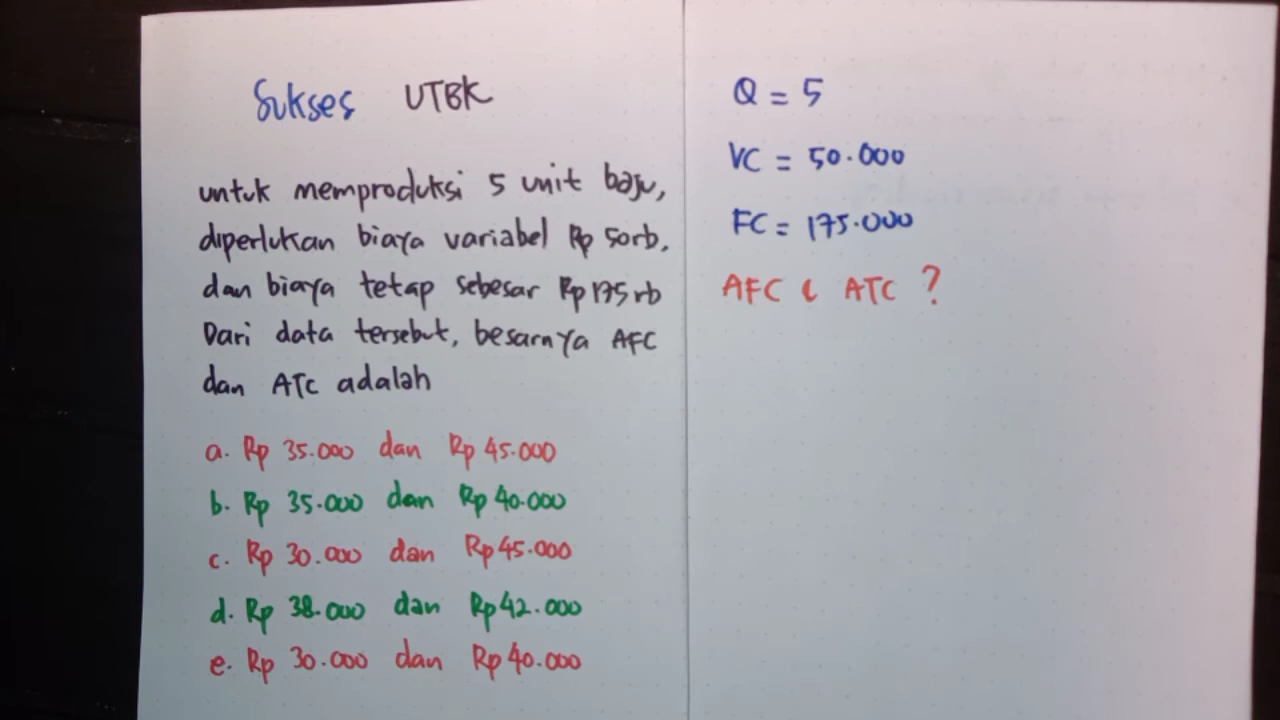 Sukses UTBK
untuk memproduksi 5 unit baju,
diperlukan biaya variabel Rp 50rb,
dan biaya tetap sebesar Rp 175 rb
Dari data tersebut, besarnya AFC
dan ATC adalah
a. Rp 35.000 dan Rp 45.000
b. Rp 35.000 dan Rp 40.000
c. Rp 30.000 dan Rp 45.000
d. Rp 38.000 dan Rp 42.000
e. Rp 30.000 dan Rp 40.000
Q = 5
VC = 50.000
FC = 175.000
AFC & ATC ?